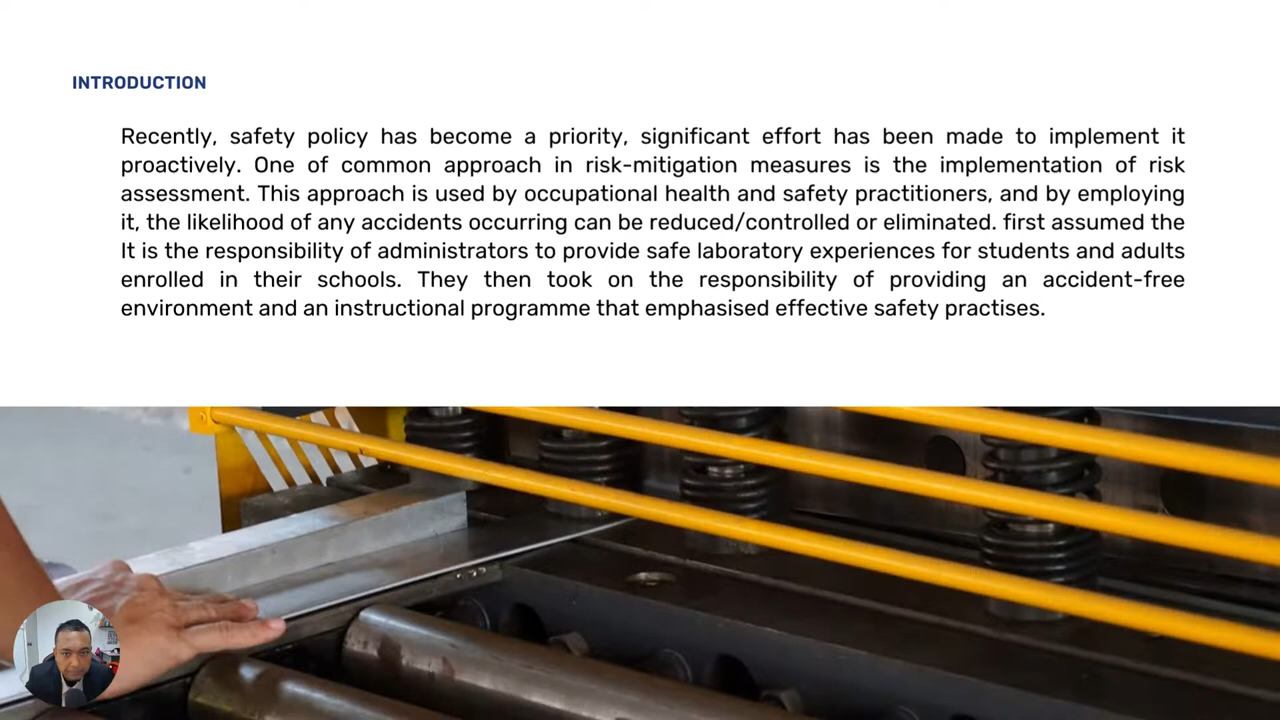 INTRODUCTION
Recently, safety policy has become a priority, significant effort has been made to implement it
proactively. One of common approach in risk-mitigation measures is the implementation of risk
assessment. This approach is used by occupational health and safety practitioners, and by employing
it, the likelihood of any accidents occurring can be reduced/controlled or eliminated. first assumed the
It is the responsibility of administrators to provide safe laboratory experiences for students and adults
enrolled in their schools. They then took on the responsibility of providing an accident-free
environment and an instructional programme that emphasised effective safety practises.